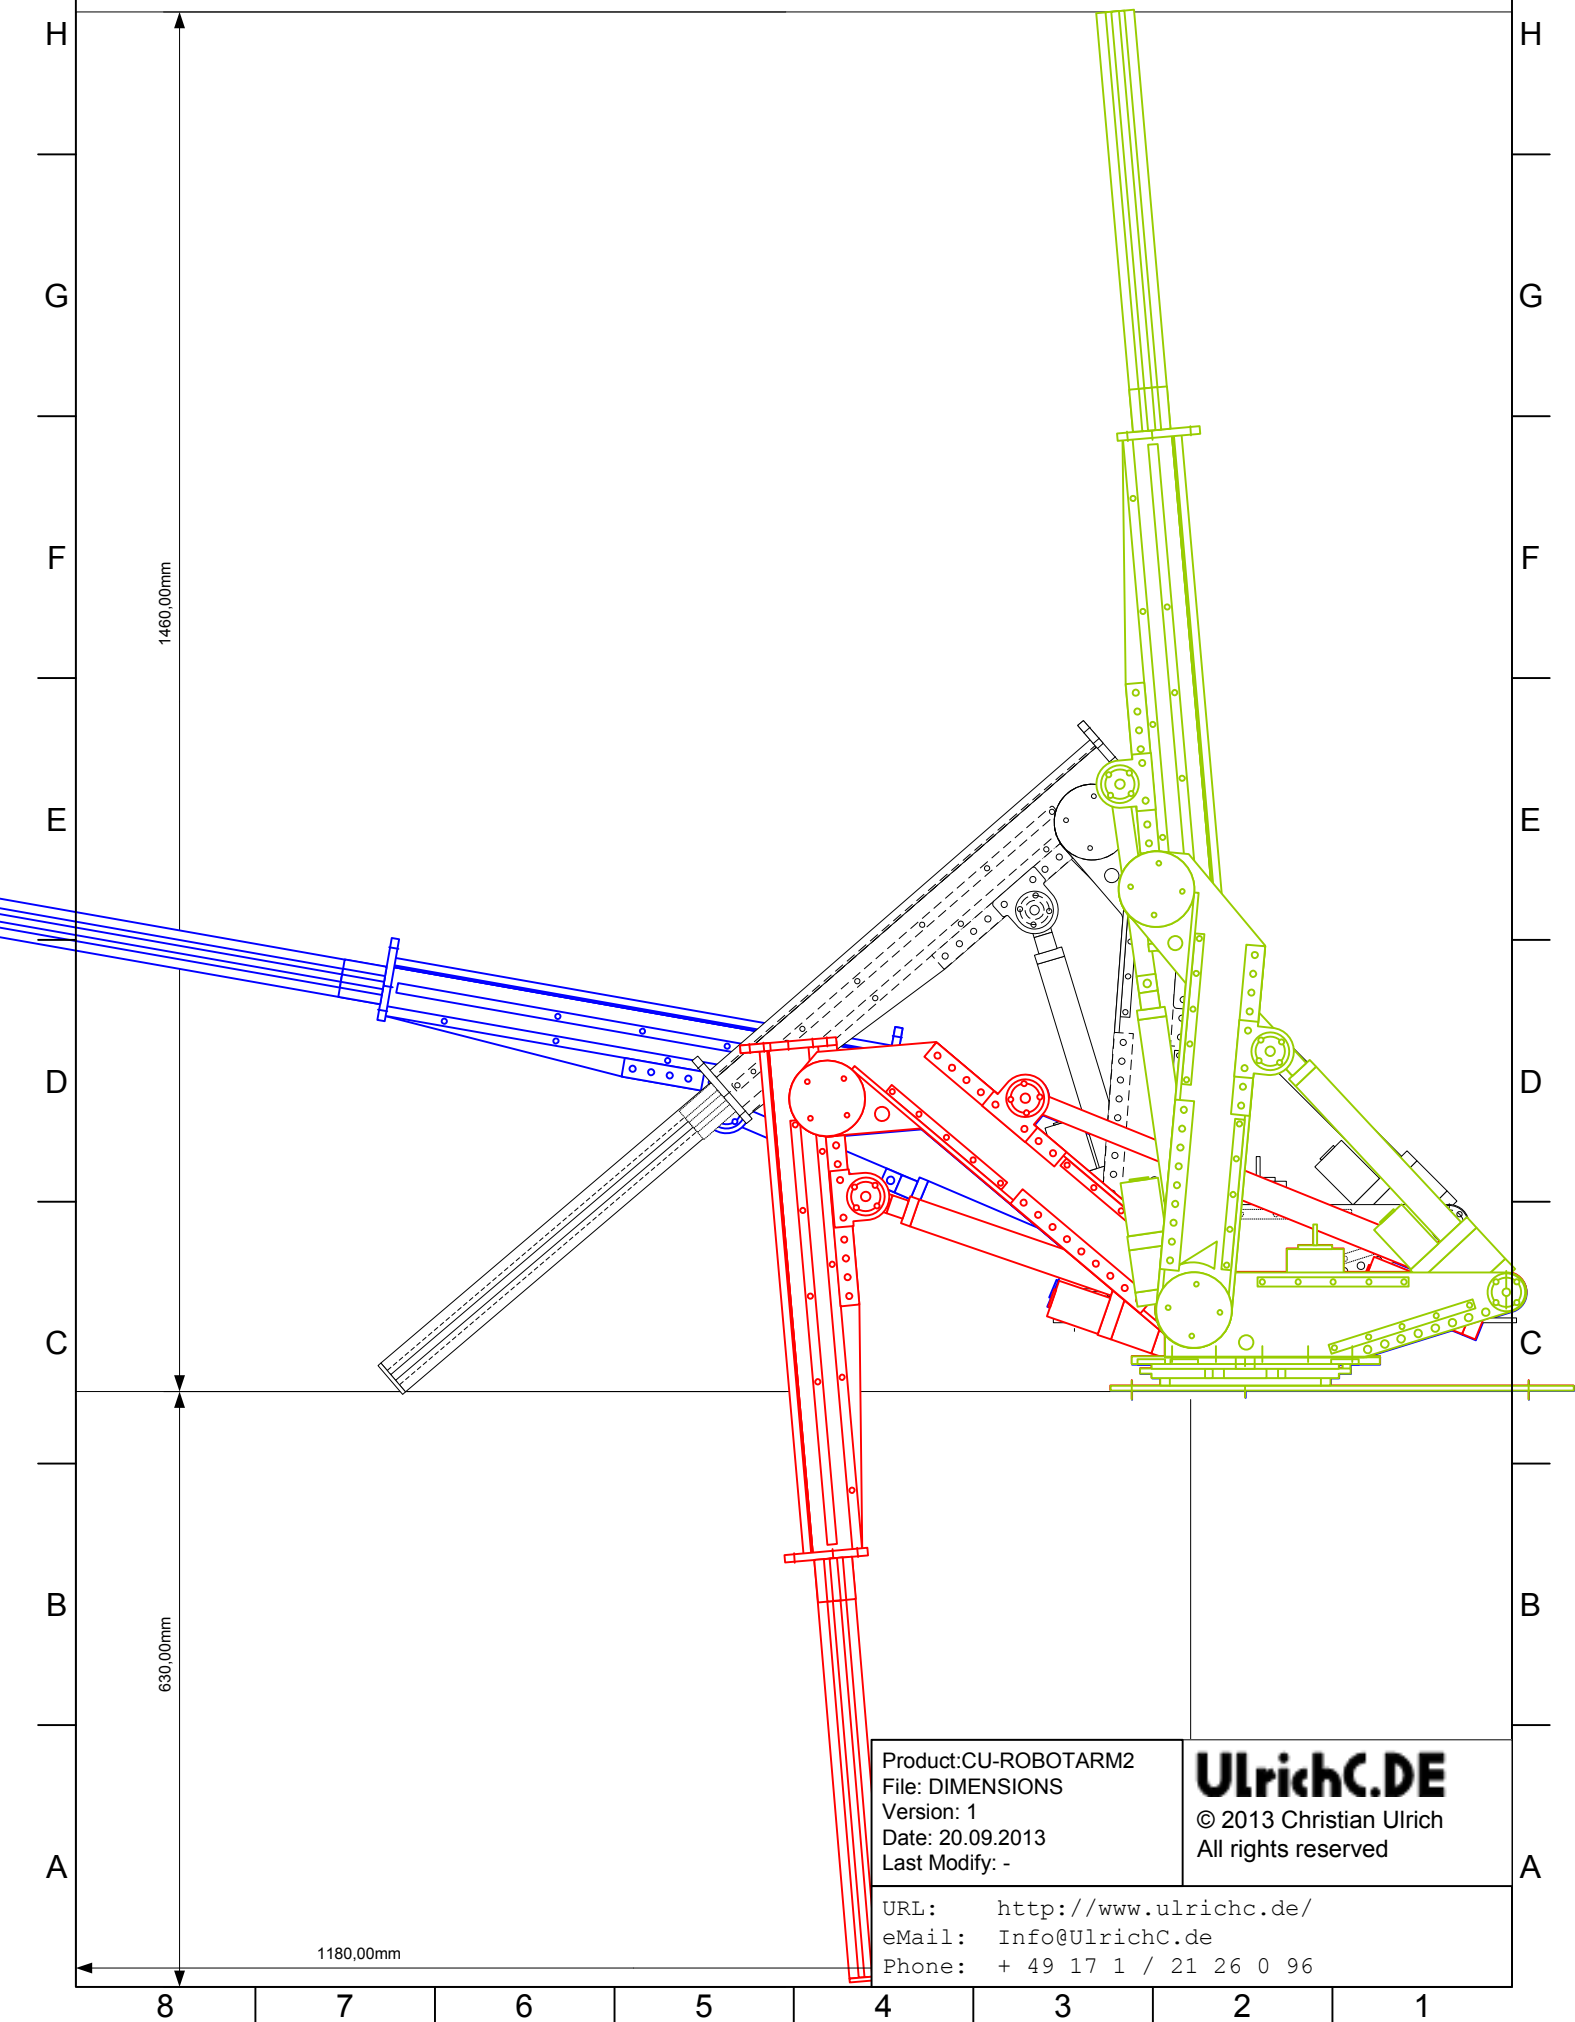 H
H
G
G
F
F
1460,00mm
E
E
D
D
C
C
B
B
630,00mm
Product:CU-ROBOTARM2
File: DIMENSIONS
Version: 1
Date: 20.09.2013
Last Modify: -
UlrichC.DE
© 2013 Christian Ulrich
All rights reserved
A
A
URL: http://www.ulrichc.de/
eMail: Info@UlrichC.de
Phone: + 49 17 1 / 21 26 0 96
1180,00mm
8 7 6 5 4 3 2 1